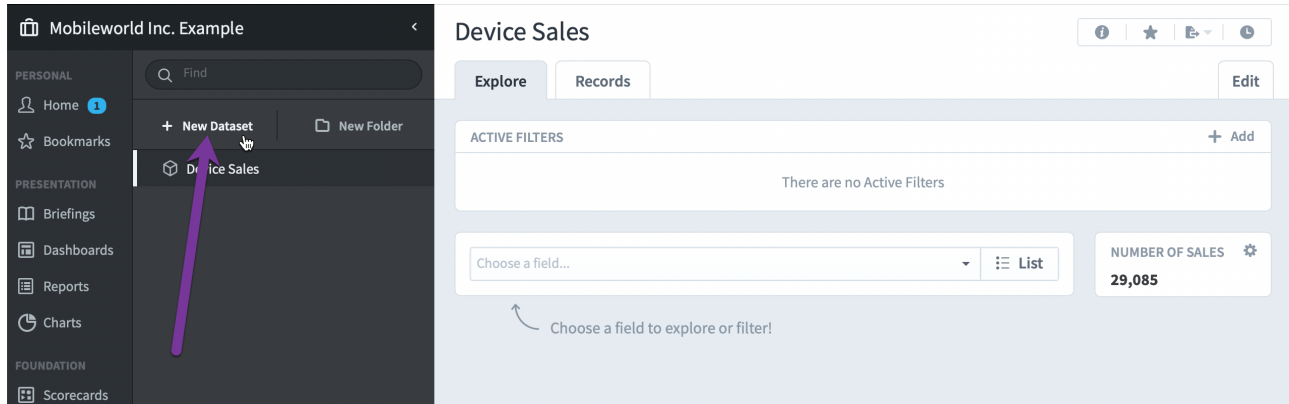 Mobileworld Inc. Example
PERSONAL
Home 1
Bookmarks
PRESENTATION
Briefings
Dashboards
Reports
Charts
FOUNDATION
Scorecards
Find
+ New Dataset
New Folder
Device Sales
Device Sales
Explore
Records
Edit
ACTIVE FILTERS
+ Add
There are no Active Filters
Choose a field...
List
NUMBER OF SALES
29,085
Choose a field to explore or filter!